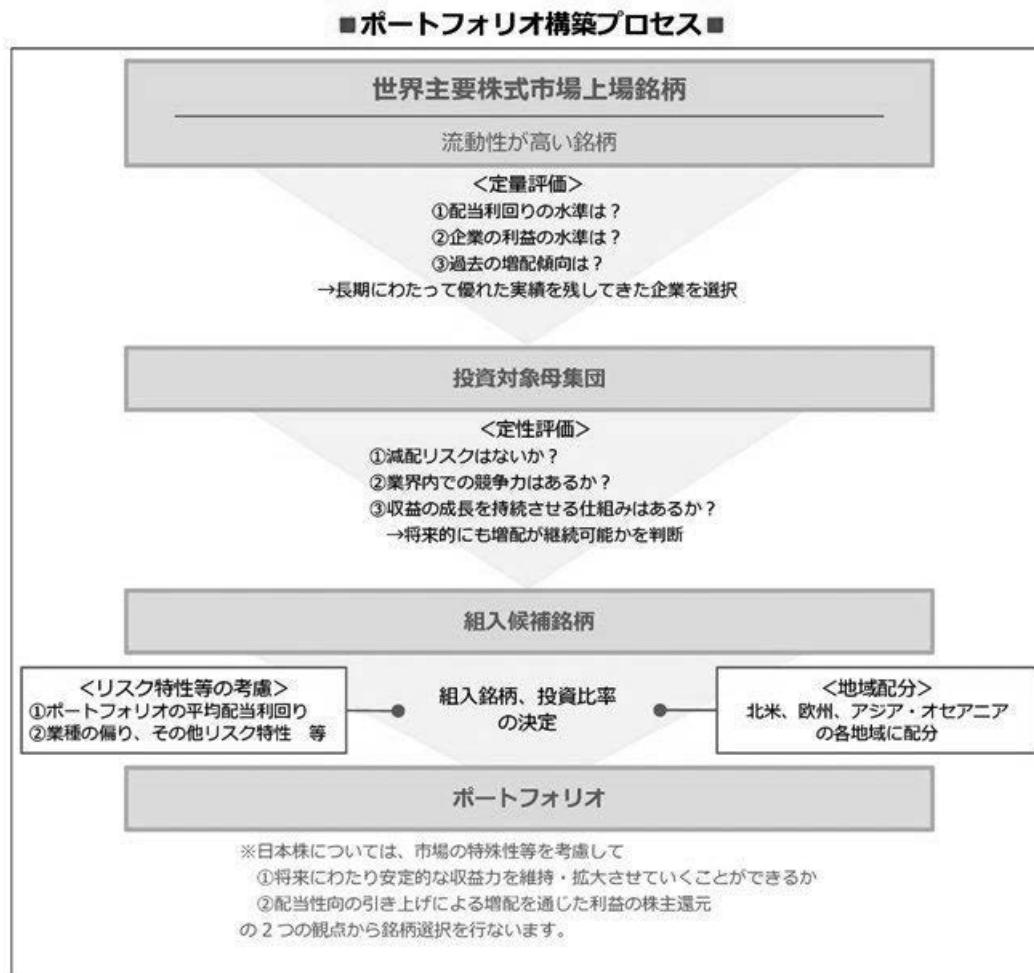 ■ポートフォリオ構築プロセス■
世界主要株式市場上場銘柄
流動性が高い銘柄
＜定量評価＞
①配当利回りの水準は？
②企業の利益の水準は？
③過去の増配傾向は？
→長期にわたって優れた実績を残してきた企業を選択
投資対象母集団
＜定性評価＞
①減配リスクはないか？
②業界内での競争力はあるか？
③収益の成長を持続させる仕組みはあるか？
→将来的にも増配が継続可能かを判断
組入候補銘柄
＜リスク特性等の考慮＞
①ポートフォリオの平均配当利回り
②業種の偏り、その他リスク特性　等
組入銘柄、投資比率
の決定
＜地域配分＞
北米、欧州、アジア・オセアニア
の各地域に配分
ポートフォリオ
※日本株については、市場の特殊性等を考慮して
①将来にわたり安定的な収益力を維持・拡大させていくことができるか
②配当性向の引き上げによる増配を通じた利益の株主還元
の２つの観点から銘柄選択を行ないます。